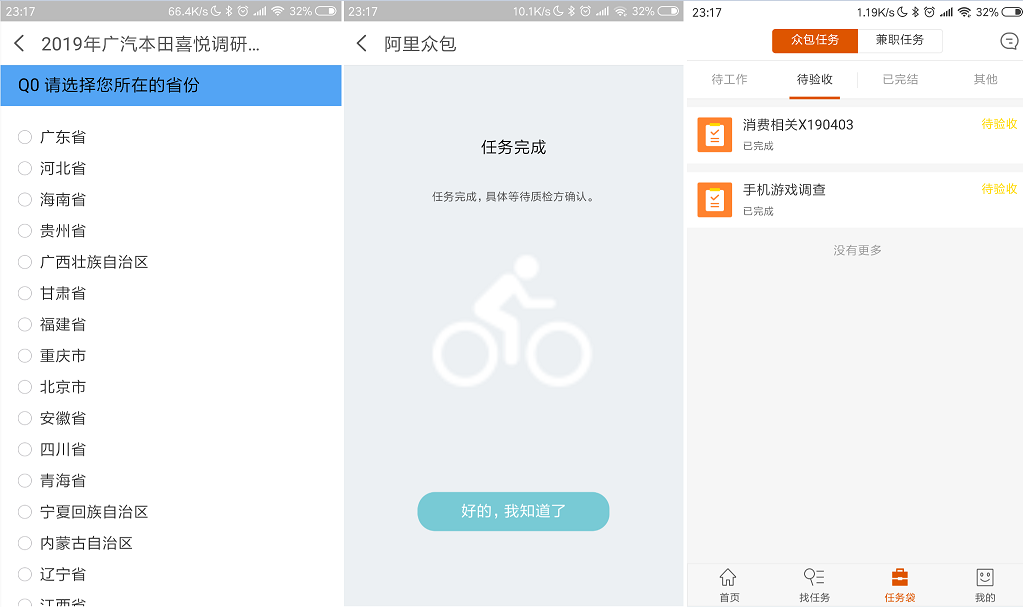 23:17
66.4K/s
32%
2019年广汽本田喜悦调研...
Q0 请选择您所在的省份
广东省
河北省
海南省
贵州省
广西壮族自治区
甘肃省
福建省
重庆市
北京市
安徽省
四川省
青海省
宁夏回族自治区
内蒙古自治区
辽宁省
江西省
23:17
10.1K/s
32%
阿里众包
任务完成
任务完成，具体等待质检方确认。
好的，我知道了
23:17
1.19K/s
32%
众包任务
兼职任务
待工作
待验收
已完结
其他
消费相关X190403
待验收
已完成
手机游戏调查
待验收
已完成
没有更多
首页
找任务
任务袋
我的